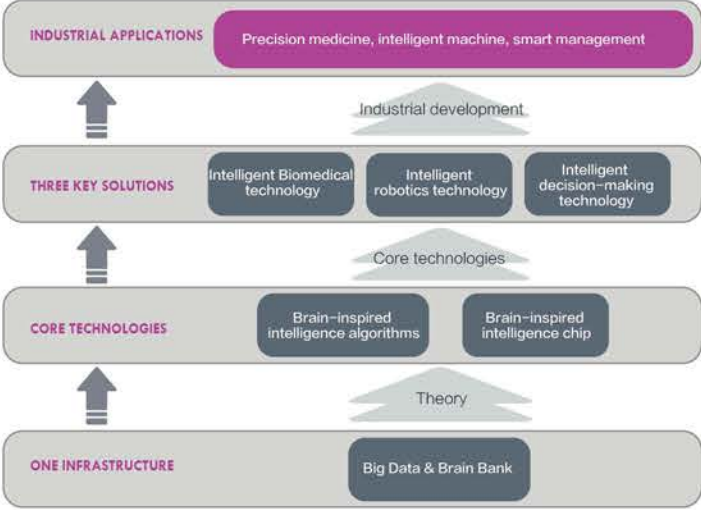 INDUSTRIAL APPLICATIONS
Precision medicine, intelligent machine, smart management
Industrial development
THREE KEY SOLUTIONS
Intelligent Biomedical
technology
Intelligent
robotics technology
Intelligent
decision-making
technology
Core technologies
CORE TECHNOLOGIES
Brain-inspired
intelligence algorithms
Brain-inspired
intelligence chip
Theory
ONE INFRASTRUCTURE
Big Data & Brain Bank